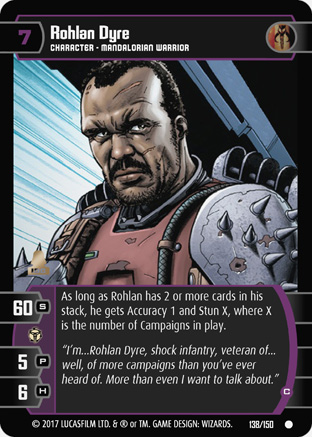 7 Rohlan Dyre
CHARACTER - MANDALORIAN WARRIOR
60 S
5 P
6 H
As long as Rohlan has 2 or more cards in his
stack, he gets Accuracy 1 and Stun X, where X
is the number of Campaigns in play.
“I’m...Rohlan Dyre, shock infantry, veteran of...
well, of more campaigns than you’ve ever
heard of. More than even I want to talk about.”
C
© 2017 LUCASFILM LTD. & ® or TM. GAME DESIGN: WIZARDS. 138/150